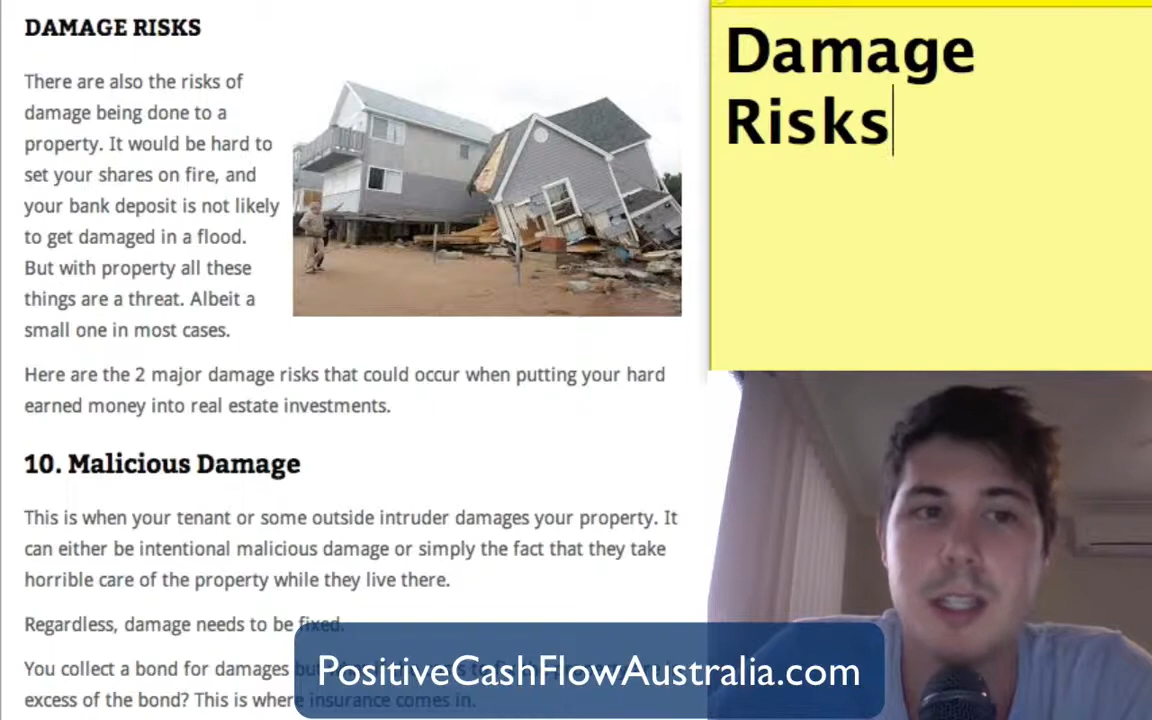 DAMAGE RISKS
There are also the risks of
damage being done to a
property. It would be hard to
set your shares on fire, and
your bank deposit is not likely
to get damaged in a flood.
But with property all these
things are a threat. Albeit a
small one in most cases.
Here are the 2 major damage risks that could occur when putting your hard
earned money into real estate investments.
10. Malicious Damage
This is when your tenant or some outside intruder damages your property. It
can either be intentional malicious damage or simply the fact that they take
horrible care of the property while they live there.
Regardless, damage needs to be fixed.
You collect a bond for damages but
excess of the bond? This is where insurance comes in.
Damage
Risks
PositiveCashFlowAustralia.com